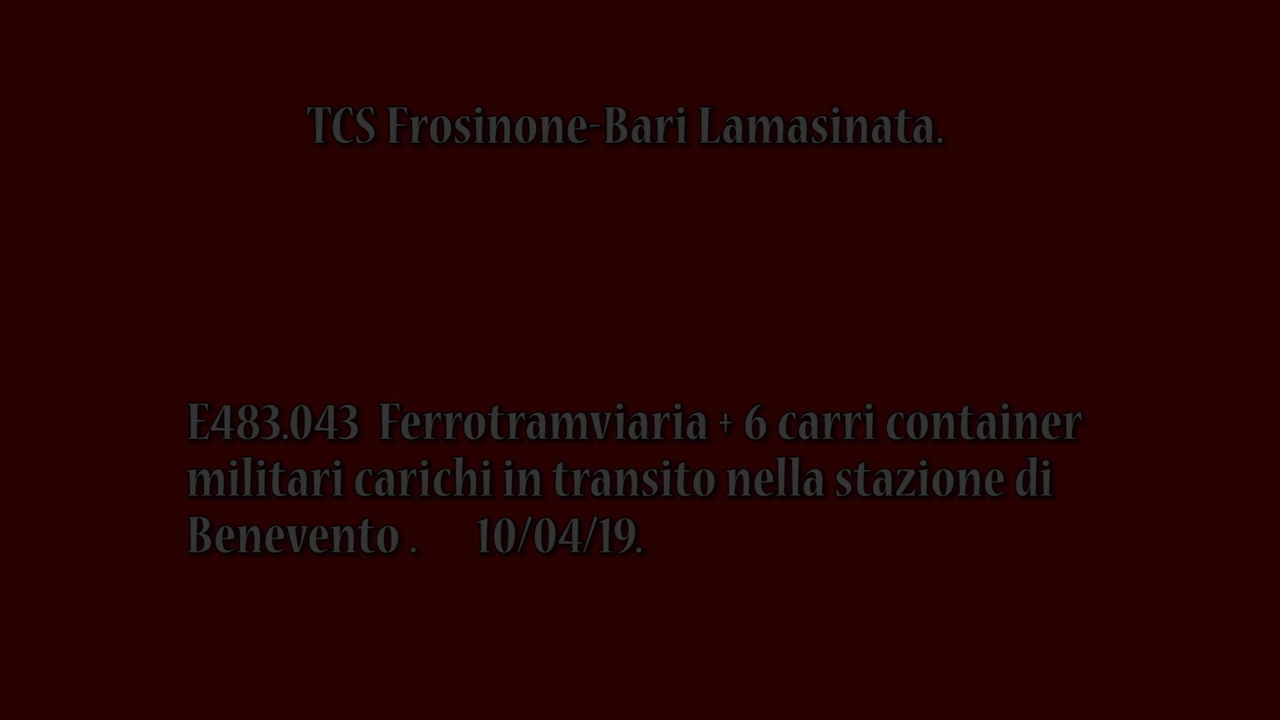 TCS Frosinone-Bari Lamasinata.
E483.043 Ferrotramviaria + 6 carri container
militari carichi in transito nella stazione di
Benevento . 10/04/19.